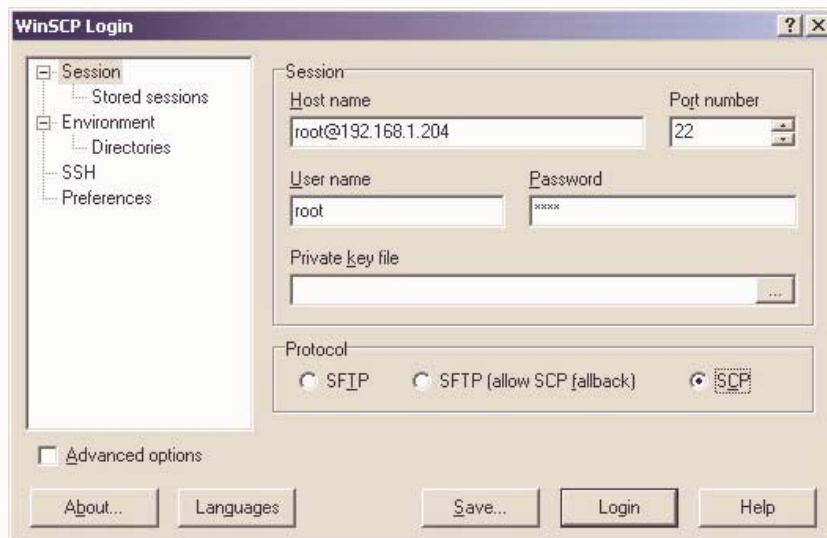 WinSCP Login
Session
Stored sessions
Environment
Directories
SSH
Preferences
Session
Host name
Port number
root@192.168.1.204
22
User name
Password
root
****
Private key file
...
Protocol
SFTP
SFTP (allow SCP fallback)
SCP
Advanced options
About...
Languages
Save...
Login
Help